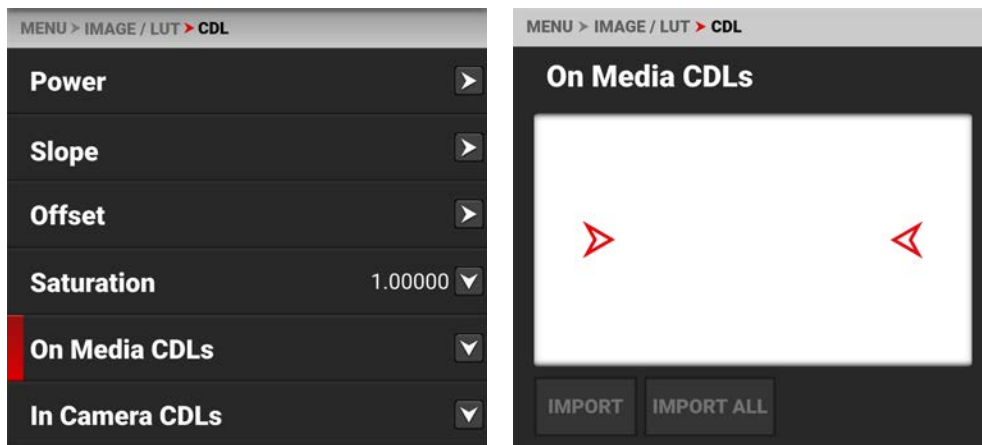 MENU > IMAGE / LUT > CDL
Power
Slope
Offset
Saturation 1.00000
On Media CDLs
In Camera CDLs
MENU > IMAGE / LUT > CDL
On Media CDLs
IMPORT IMPORT ALL